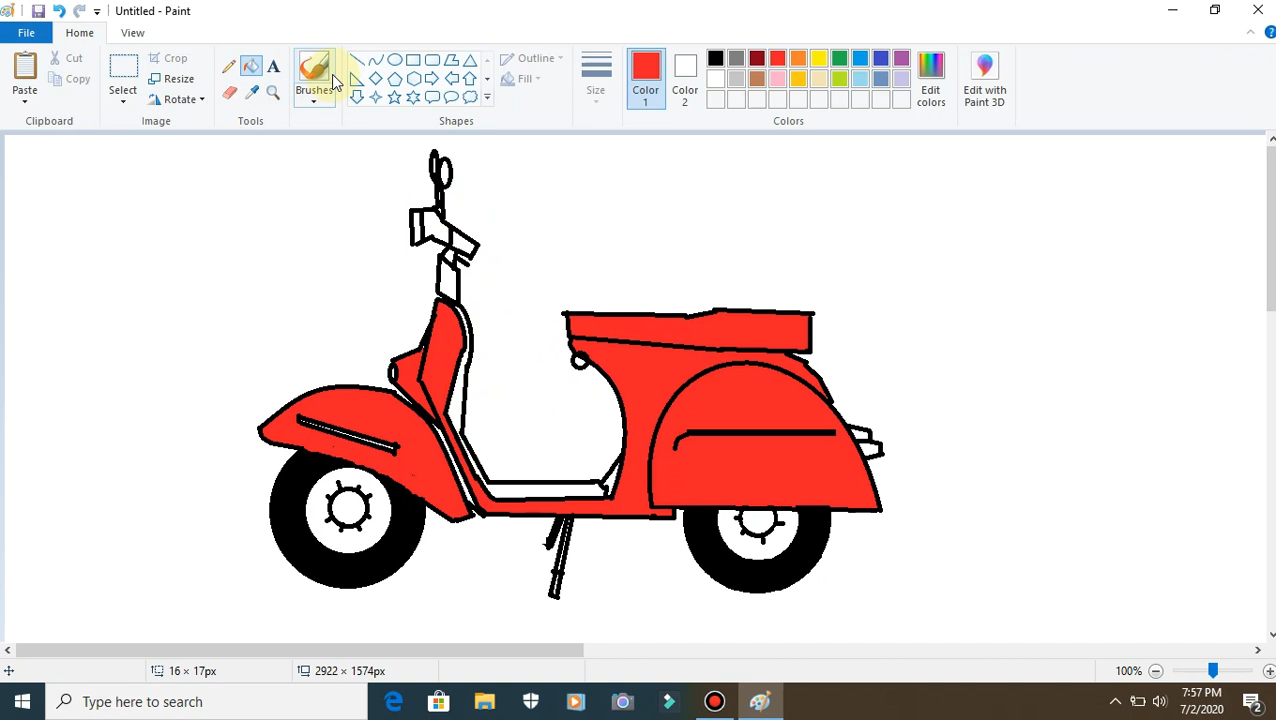 Untitled - Paint
File Home View
Paste
Cut
Copy
Clipboard
Select
Crop
Resize
Rotate
Image
Tools
Brushes
Shapes
Outline
Fill
Size
Color 1
Color 2
Edit colors
Colors
Edit with Paint 3D
16 × 17px
2922 × 1574px
100%
Type here to search
7:57 PM
7/2/2020
2